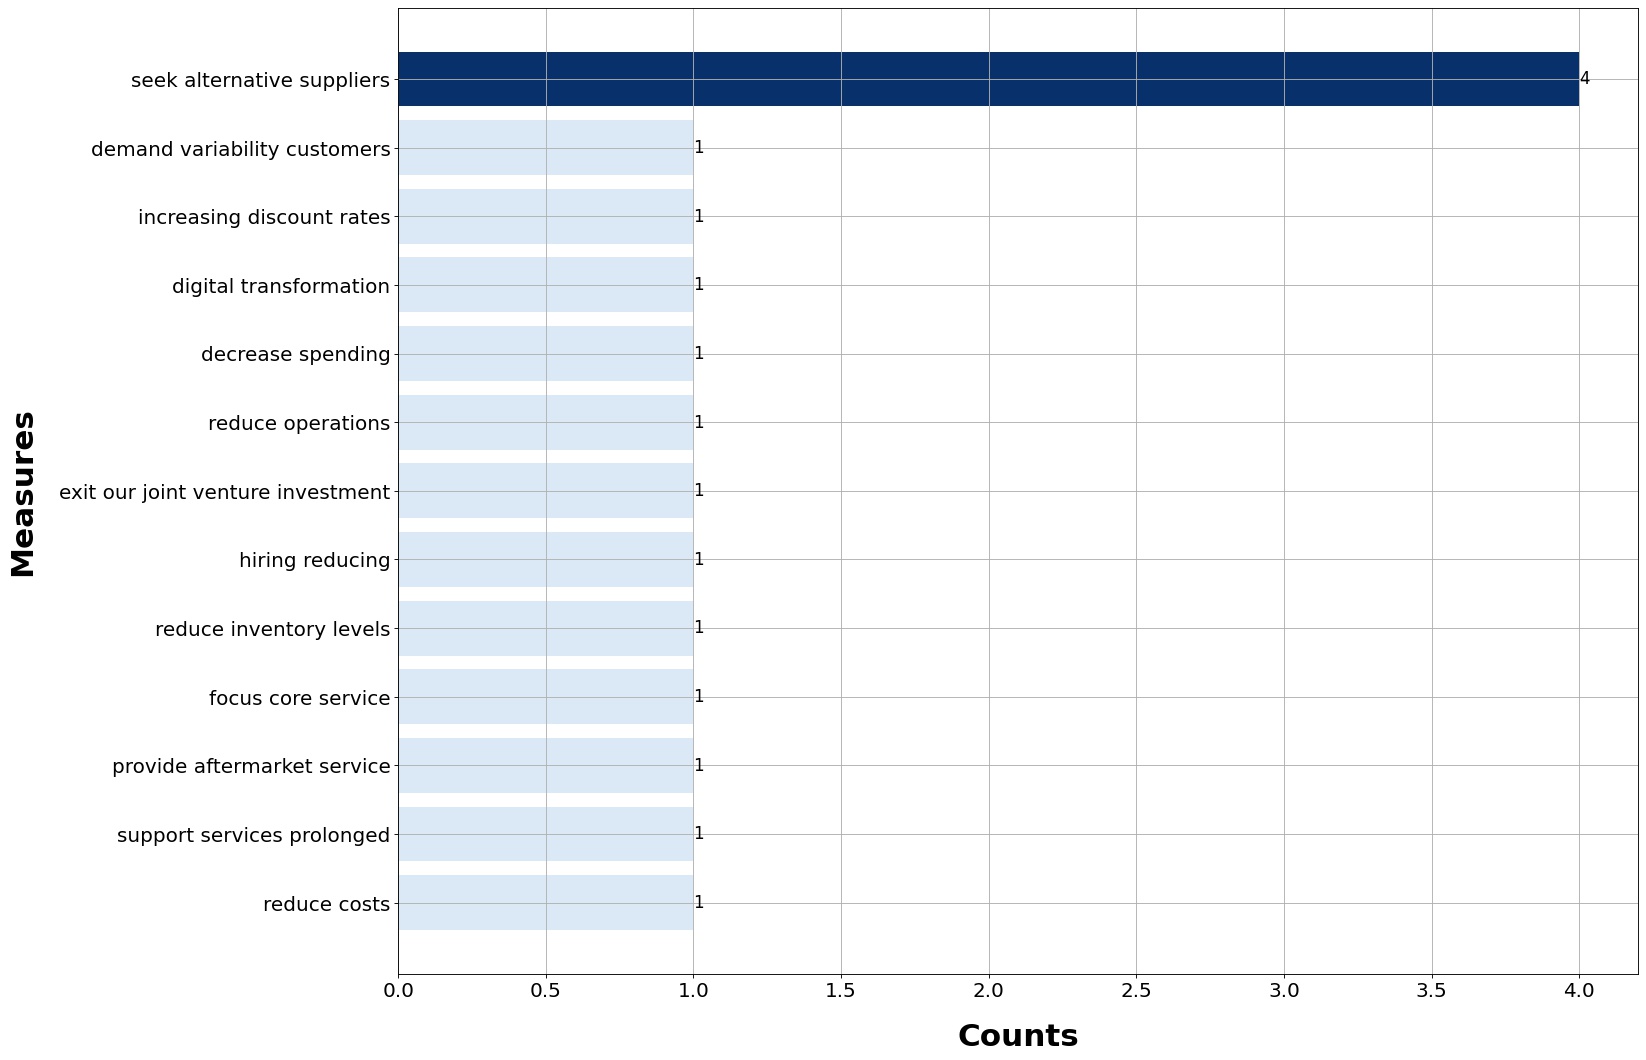 seek alternative suppliers 4
demand variability customers 1
increasing discount rates 1
digital transformation 1
decrease spending 1
reduce operations 1
exit our joint venture investment 1
hiring reducing 1
reduce inventory levels 1
focus core service 1
provide aftermarket service 1
support services prolonged 1
reduce costs 1
Measures
0.0 0.5 1.0 1.5 2.0 2.5 3.0 3.5 4.0
Counts